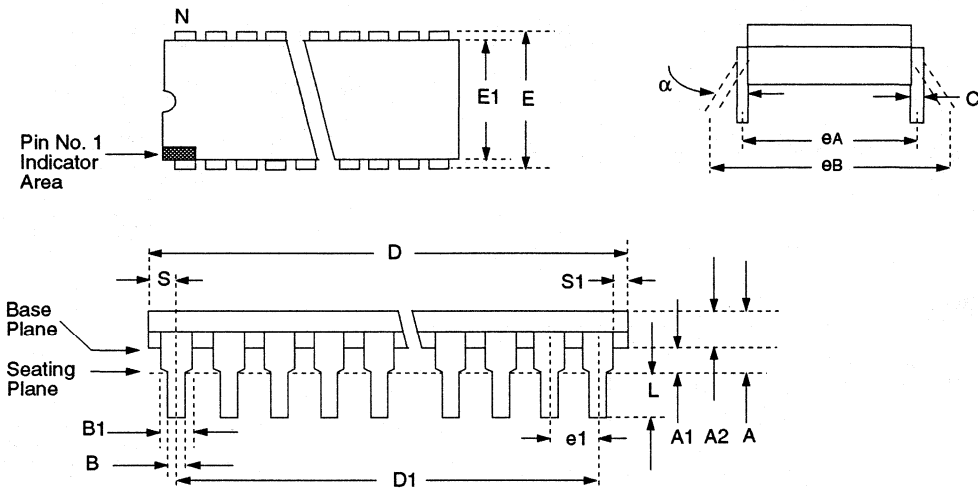 N
Pin No. 1
Indicator
Area
E1
E
α
C
eA
eB
D
S
S1
Base
Plane
Seating
Plane
L
B1
B
e1
A1
A2
A
D1